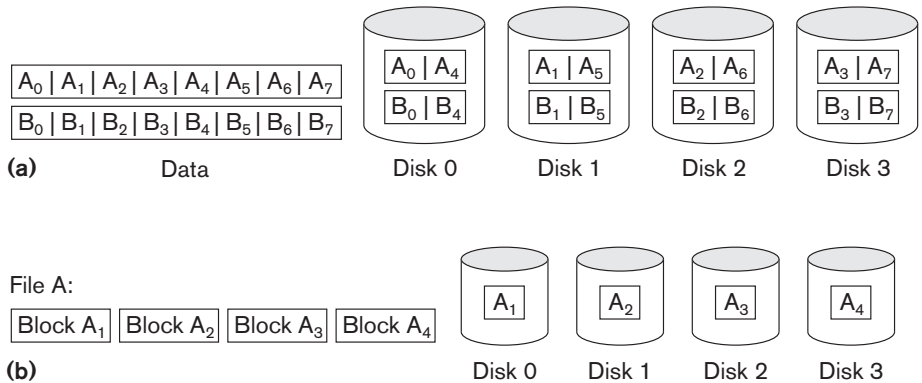 A₀ | A₁ | A₂ | A₃ | A₄ | A₅ | A₆ | A₇
B₀ | B₁ | B₂ | B₃ | B₄ | B₅ | B₆ | B₇
(a) Data
A₀ | A₄
B₀ | B₄
Disk 0
A₁ | A₅
B₁ | B₅
Disk 1
A₂ | A₆
B₂ | B₆
Disk 2
A₃ | A₇
B₃ | B₇
Disk 3
File A:
Block A₁ Block A₂ Block A₃ Block A₄
(b)
A₁
Disk 0
A₂
Disk 1
A₃
Disk 2
A₄
Disk 3